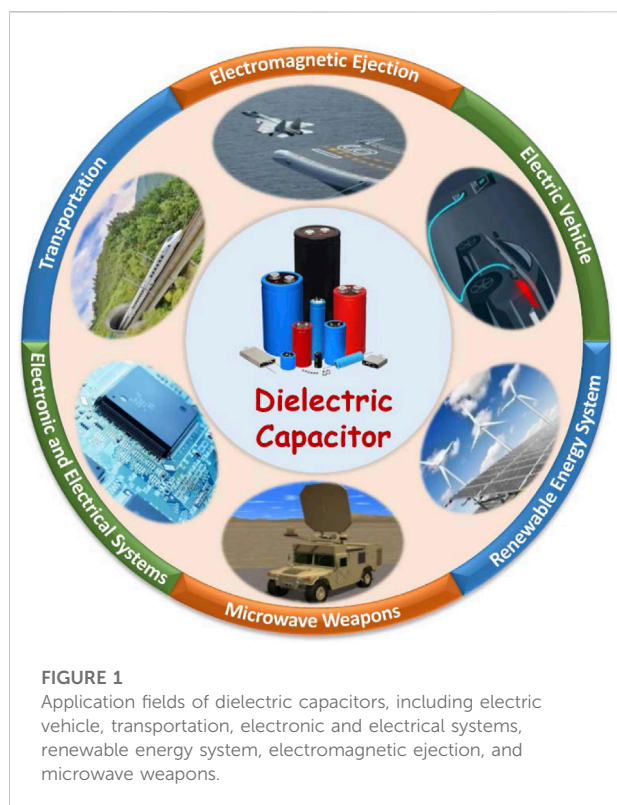 Electromagnetic Ejection
Electric Vehicle
Transportation
Dielectric
Capacitor
Electronic and Electrical Systems
Renewable Energy System
Microwave Weapons
FIGURE 1
Application fields of dielectric capacitors, including electric
vehicle, transportation, electronic and electrical systems,
renewable energy system, electromagnetic ejection, and
microwave weapons.